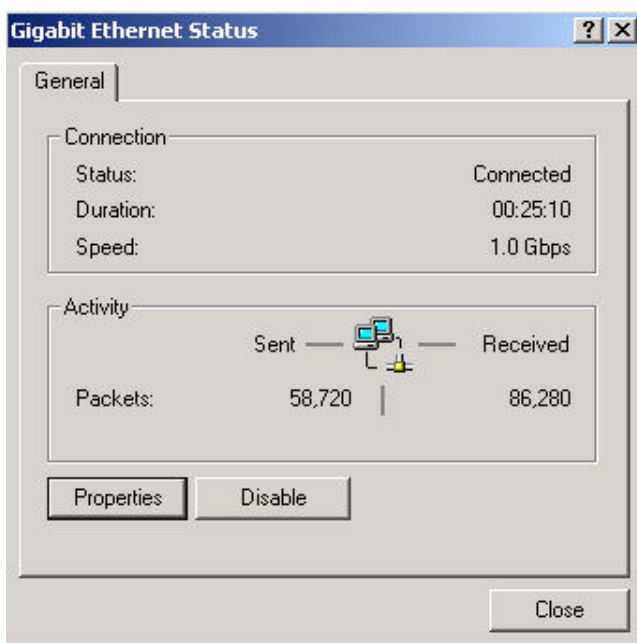 Gigabit Ethernet Status
General
Connection
Status: Connected
Duration: 00:25:10
Speed: 1.0 Gbps
Activity
Sent Received
Packets: 58,720 86,280
Properties Disable
Close